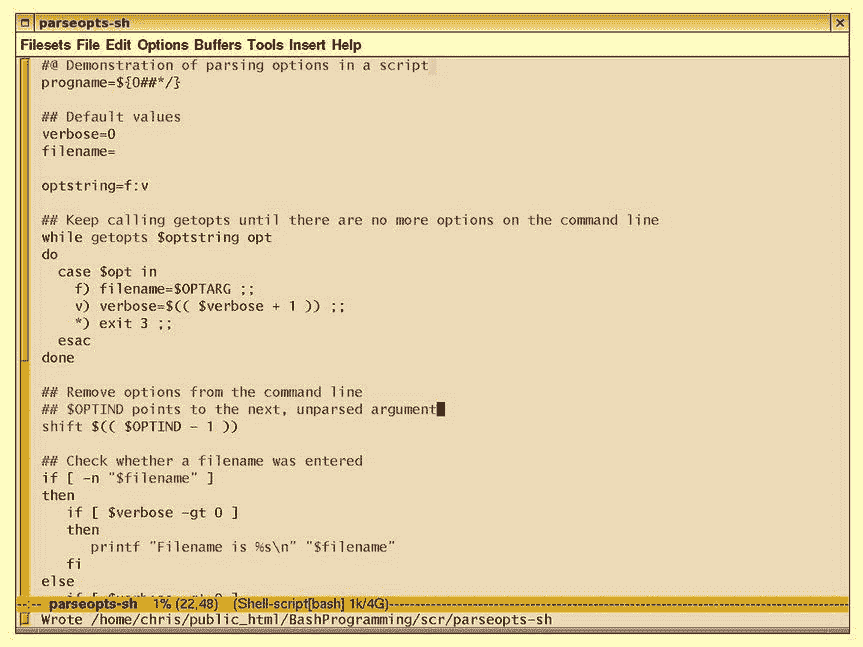 parseopts-sh
Filesets File Edit Options Buffers Tools Insert Help
#@ Demonstration of parsing options in a script
progname=${0##*/}
## Default values
verbose=0
filename=
optstring=f:v
## Keep calling getopts until there are no more options on the command line
while getopts $optstring opt
do
case $opt in
f) filename=$OPTARG ;;
v) verbose=$(( $verbose + 1 )) ;;
*) exit 3 ;;
esac
done
## Remove options from the command line
## $OPTIND points to the next, unparsed argument
shift $(( $OPTIND - 1 ))
## Check whether a filename was entered
if [ -n "$filename" ]
then
if [ $verbose -gt 0 ]
then
printf "Filename is %s\n" "$filename"
fi
else
--:-- parseopts-sh 1% (22,48) (Shell-script[bash] 1k/4G)--------
Wrote /home/chris/public_html/BashProgramming/scr/parseopts-sh